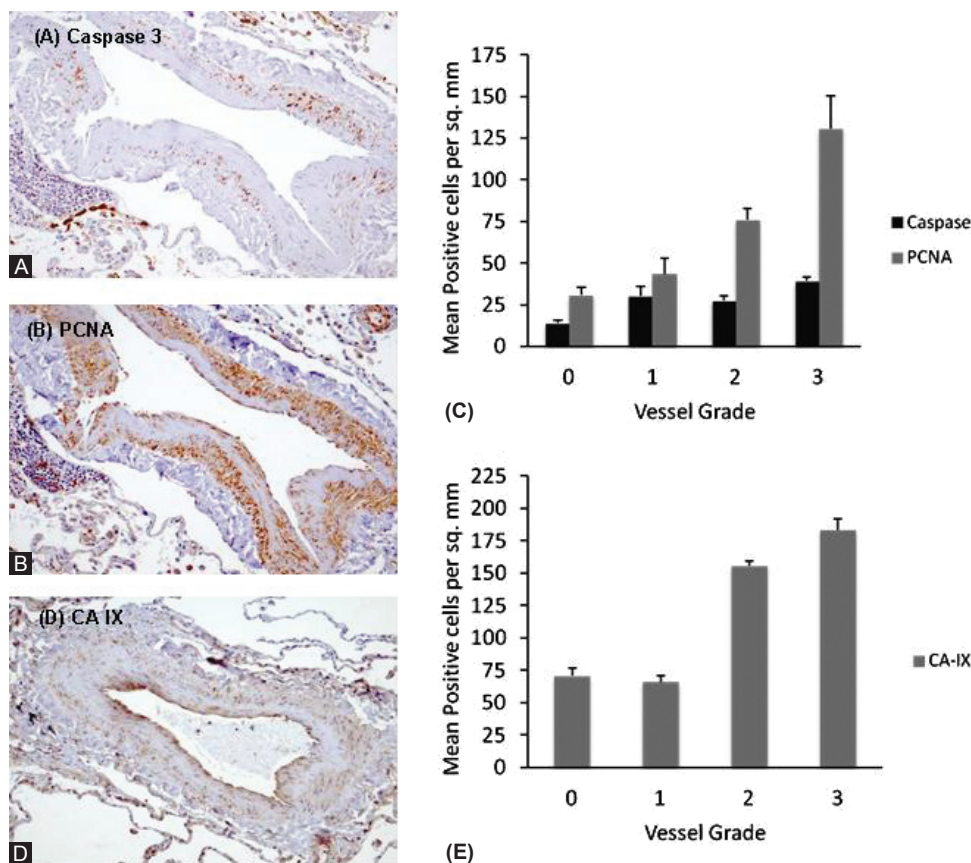 (A) Caspase 3
A
(B) PCNA
B
(D) CA IX
D
Mean Positive cells per sq. mm
175
150
125
100
75
50
25
0
0 1 2 3
Vessel Grade
Caspase
PCNA
(C)
Mean Positive cells per sq. mm
225
200
175
150
125
100
75
50
25
0
0 1 2 3
Vessel Grade
CA-IX
(E)